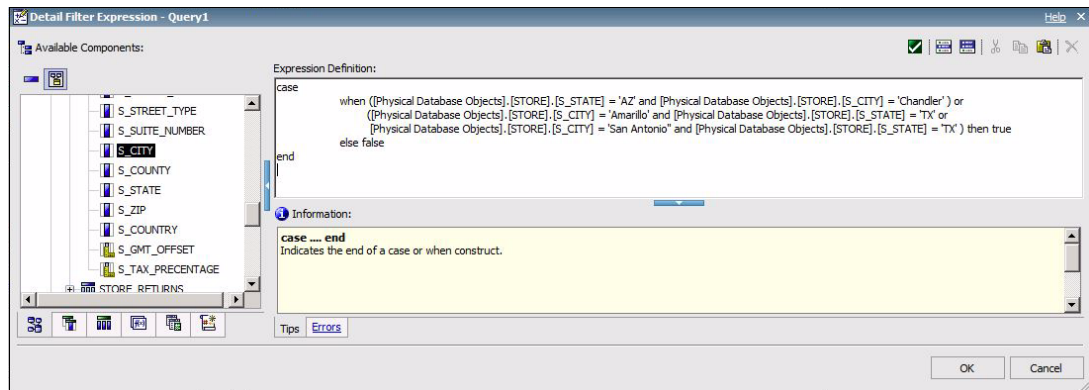 Detail Filter Expression - Query1
Help
Available Components:
S_STREET_TYPE
S_SUITE_NUMBER
S_CITY
S_COUNTY
S_STATE
S_ZIP
S_COUNTRY
S_GMT_OFFSET
S_TAX_PRECENTAGE
STORE_RETURNS
Expression Definition:
case
when ([Physical Database Objects].[STORE].[S_STATE] = 'AZ' and [Physical Database Objects].[STORE].[S_CITY] = 'Chandler' ) or
([Physical Database Objects].[STORE].[S_CITY] = 'Amarillo' and [Physical Database Objects].[STORE].[S_STATE] = 'TX' or
[Physical Database Objects].[STORE].[S_CITY] = 'San Antonio'' and [Physical Database Objects].[STORE].[S_STATE] = 'TX' ) then true
else false
end
Information:
case .... end
Indicates the end of a case or when construct.
Tips
Errors
OK
Cancel